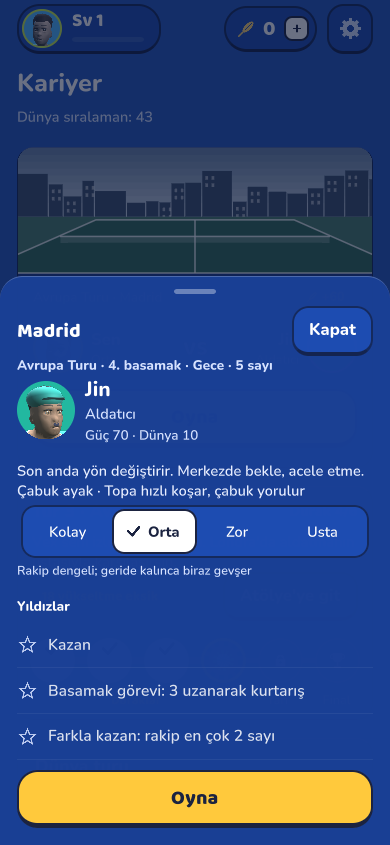 Sv 1
0
+
Kariyer
Dünya sıralaman: 43
Madrid
Kapat
Avrupa Turu · 4. basamak · Gece · 5 sayı
Jin
Aldatıcı
Güç 70 · Dünya 10
Son anda yön değiştirir. Merkezde bekle, acele etme.
Çabuk ayak · Topa hızlı koşar, çabuk yorulur
Kolay
Orta
Zor
Usta
Rakip dengeli; geride kalınca biraz gevşer
Yıldızlar
Kazan
Basamak görevi: 3 uzanarak kurtarış
Farkla kazan: rakip en çok 2 sayı
Oyna